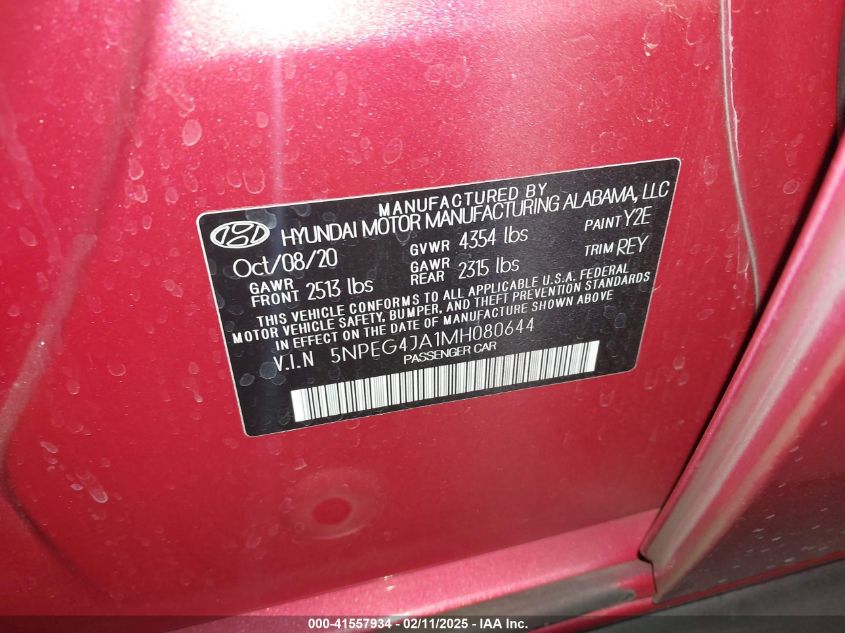 MANUFACTURED BY
HYUNDAI MOTOR MANUFACTURING ALABAMA, LLC
Oct/08/20 GVWR 4354 lbs PAINT Y2E
GAWR FRONT 2513 lbs GAWR REAR 2315 lbs TRIM REY
THIS VEHICLE CONFORMS TO ALL APPLICABLE U.S.A. FEDERAL
MOTOR VEHICLE SAFETY, BUMPER, AND THEFT PREVENTION STANDARDS
IN EFFECT ON THE DATE OF MANUFACTURE SHOWN ABOVE
V.I.N 5NPEG4JA1MH080644
PASSENGER CAR
000-41557934 - 02/11/2025 - IAA Inc.